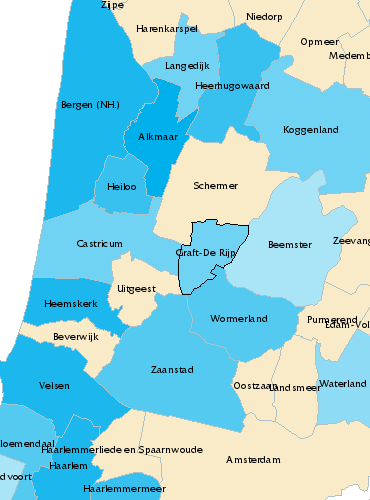 Zijpe
Niedorp
Harenkarspel
Opmeer
Medemb
Langedijk
Heerhugowaard
Bergen (NH.)
Koggenland
Alkmaar
Heiloo
Schermer
Castricum
Graft-De Rijp
Beemster
Zeevang
Uitgeest
Heemskerk
Wormerland
Purmerend
Edam-Vol
Beverwijk
Zaanstad
Velsen
Oostzaan
Landsmeer
Waterland
loemendaal
Haarlemmerliede en Spaarnwoude
Haarlem
Amsterdam
dvoort
Haarlemmermeer